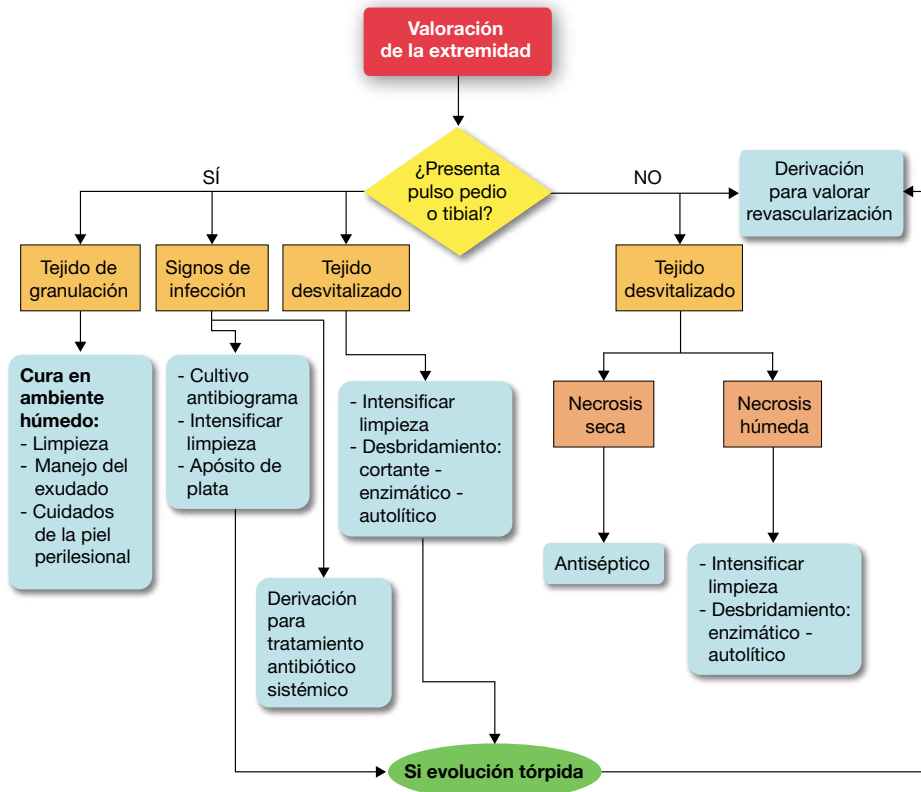 Valoración
de la extremidad
¿Presenta
pulso pedio
o tibial?
SÍ
NO
Derivación
para valorar
revascularización
Tejido de
granulación
Signos de
infección
Tejido
desvitalizado
Tejido
desvitalizado
Cura en
ambiente
húmedo:
- Limpieza
- Manejo del
exudado
- Cuidados
de la piel
perilesional
- Cultivo
antibiograma
- Intensificar
limpieza
- Apósito de
plata
Derivación
para
tratamiento
antibiótico
sistémico
- Intensificar
limpieza
- Desbridamiento:
cortante -
enzimático -
autolítico
Necrosis
seca
Necrosis
húmeda
Antiséptico
- Intensificar
limpieza
- Desbridamiento:
enzimático -
autolítico
Si evolución tórpida